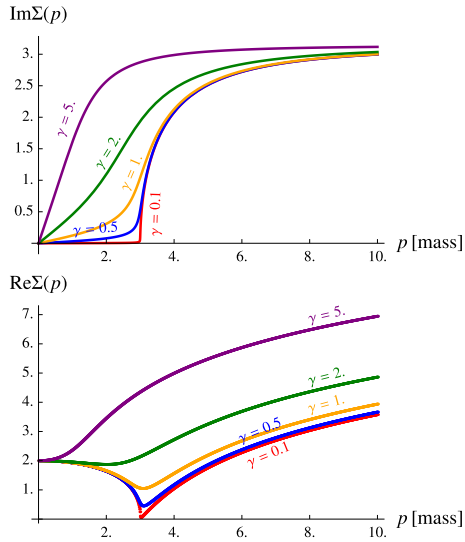 ImΣ(p)
3.
2.5
2.
1.5
1.
0.5
γ = 5.
γ = 2.
γ = 1.
γ = 0.5
γ = 0.1
2. 4. 6. 8. 10.
p [mass]
ReΣ(p)
7.
6.
5.
4.
3.
2.
1.
γ = 5.
γ = 2.
γ = 1.
γ = 0.5
γ = 0.1
2. 4. 6. 8. 10.
p [mass]